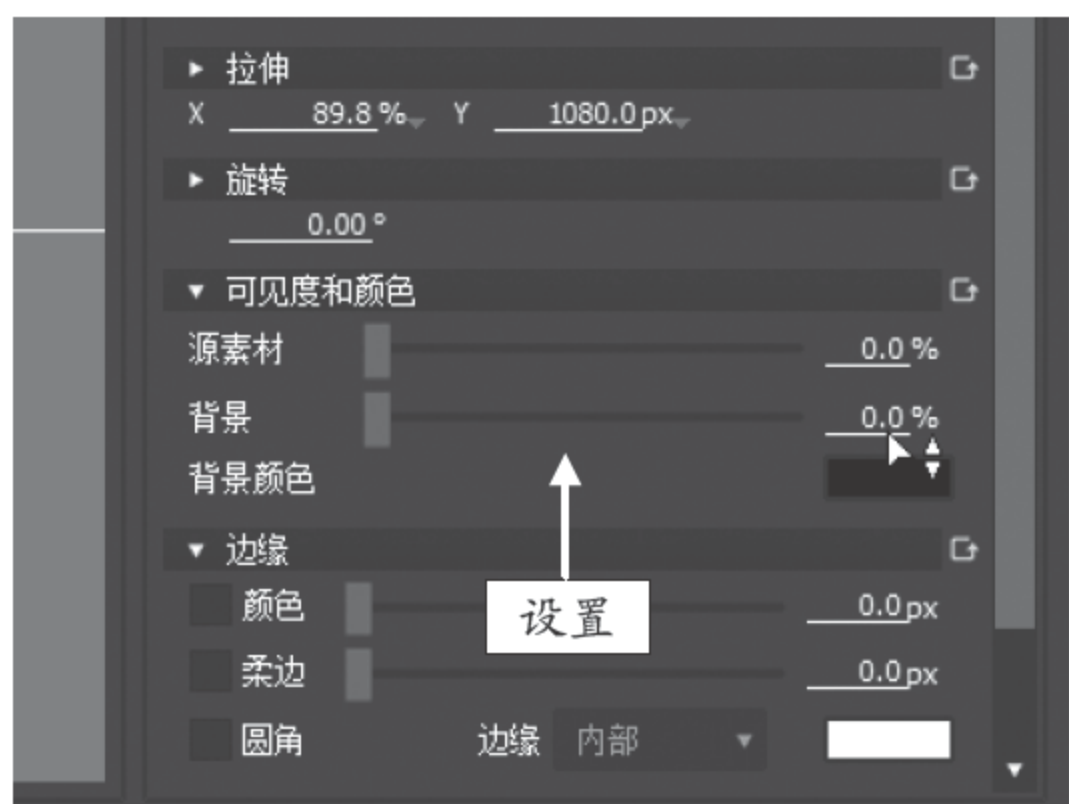 拉伸
X 89.8 % Y 1080.0 px
旋转
0.00 °
可见度和颜色
源素材 0.0 %
背景 0.0 %
背景颜色
边缘
颜色 0.0 px
设置
柔边 0.0 px
圆角 边缘 内部